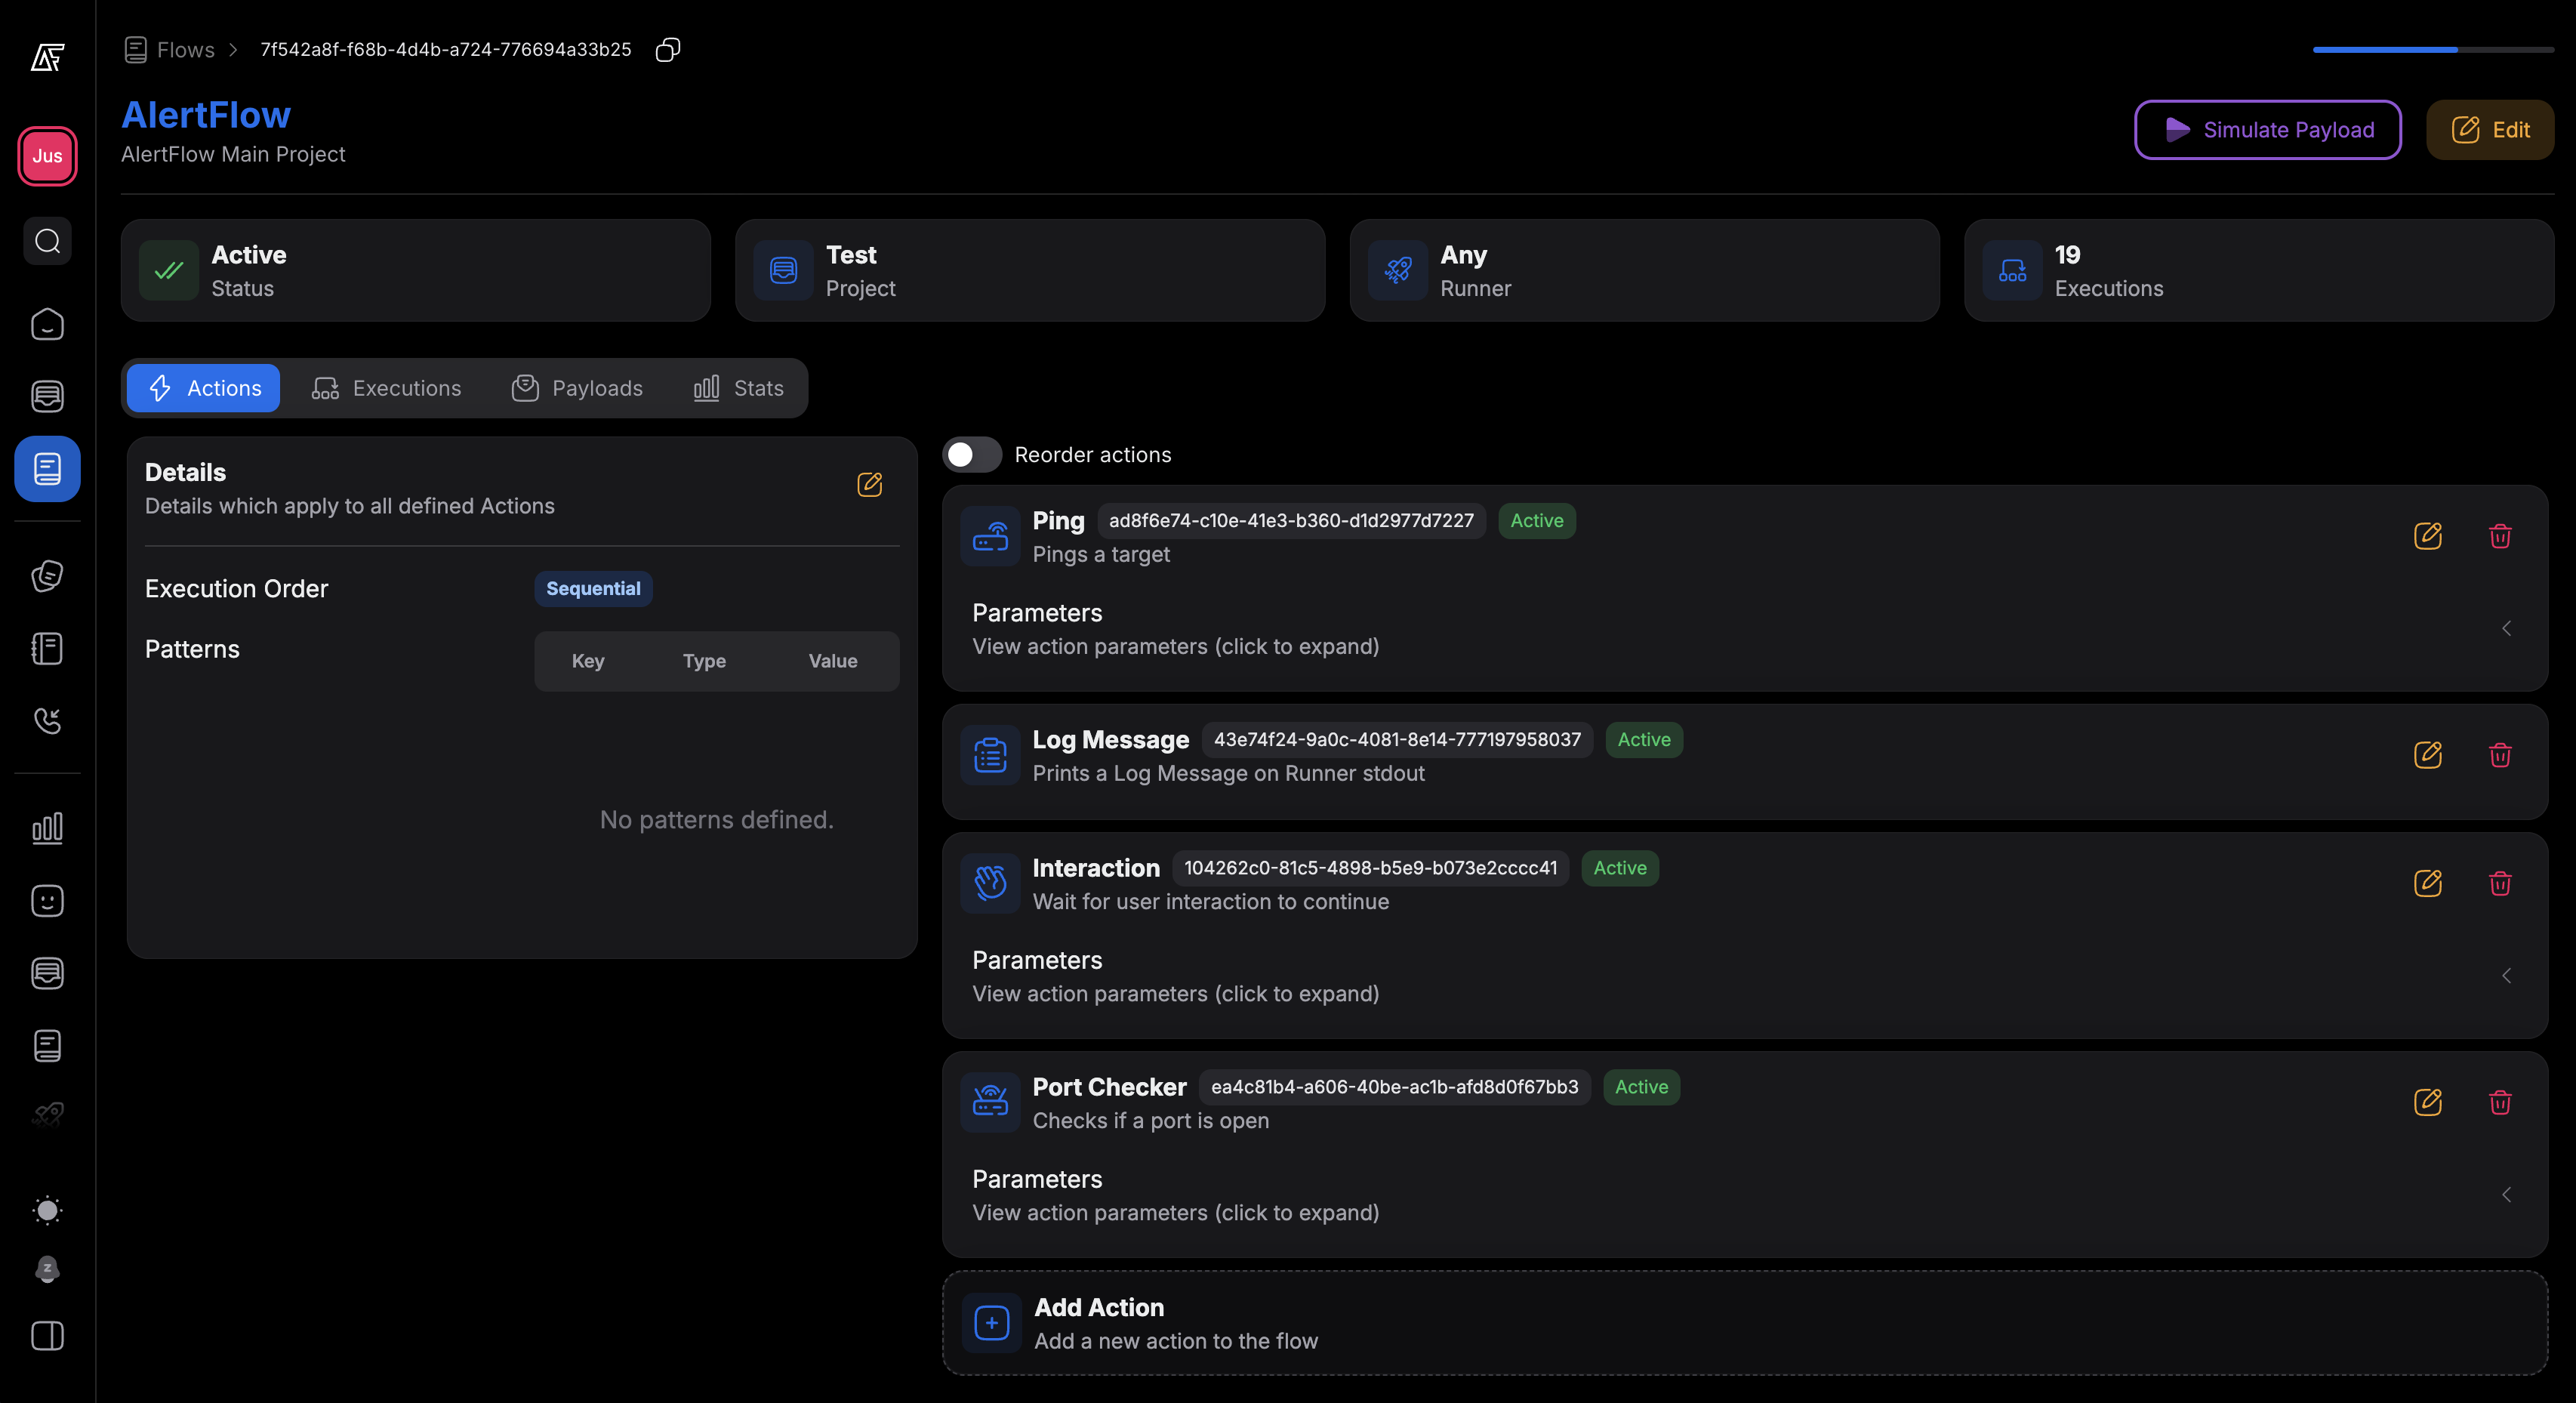 Flows
7f542a8f-f68b-4d4b-a724-776694a33b25
AlertFlow
AlertFlow Main Project
Simulate Payload
Edit
Jus
Active
Status
Test
Project
Any
Runner
19
Executions
Actions
Executions
Payloads
Stats
Details
Details which apply to all defined Actions
Execution Order
Sequential
Patterns
Key Type Value
No patterns defined.
Reorder actions
Ping ad8f6e74-c10e-41e3-b360-d1d2977d7227 Active
Pings a target
Parameters
View action parameters (click to expand)
Log Message 43e74f24-9a0c-4081-8e14-777197958037 Active
Prints a Log Message on Runner stdout
Interaction 104262c0-81c5-4898-b5e9-b073e2cccc41 Active
Wait for user interaction to continue
Parameters
View action parameters (click to expand)
Port Checker ea4c81b4-a606-40be-ac1b-afd8d0f67bb3 Active
Checks if a port is open
Parameters
View action parameters (click to expand)
Add Action
Add a new action to the flow